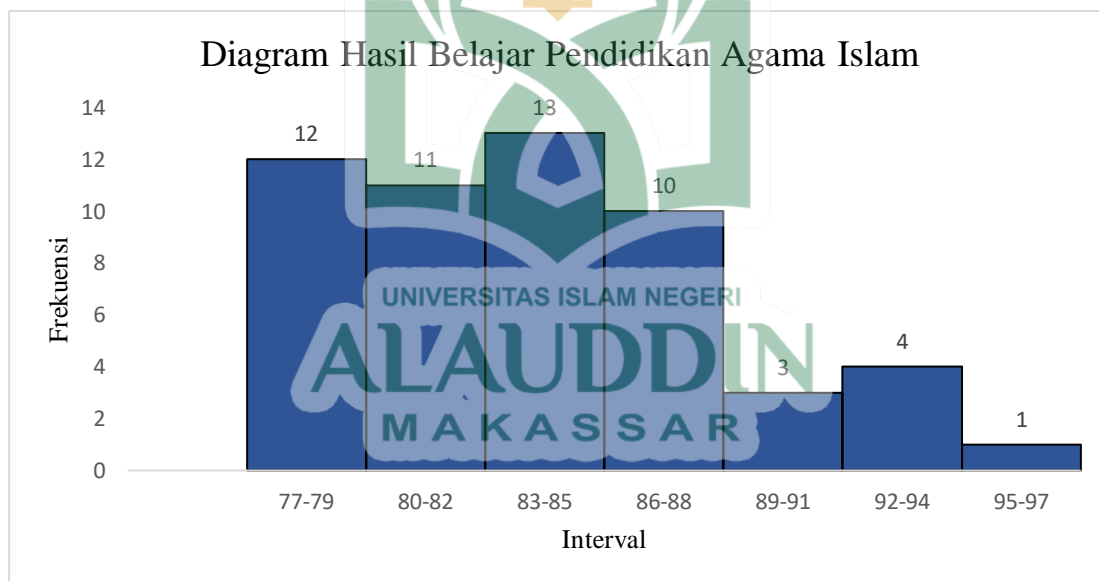 Diagram Hasil Belajar Pendidikan Agama Islam
14
12
10
8
6
4
2
0
Frekuensi
12
11
13
10
3
4
1
UNIVERSITAS ISLAM NEGERI
ALAUDDIN
MAKASSAR
77-79 80-82 83-85 86-88 89-91 92-94 95-97
Interval